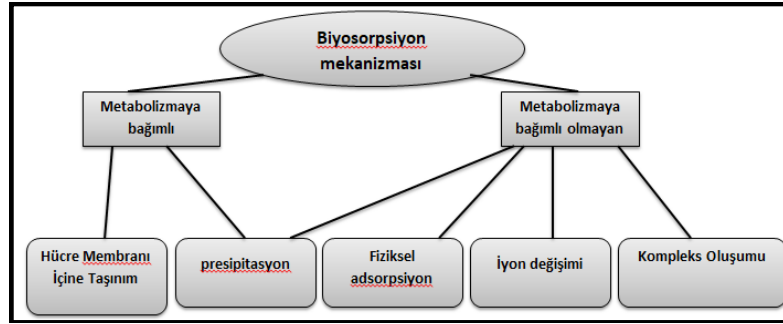 Biyosorpsiyon
mekanizması
Metabolizmaya
bağımlı
Metabolizmaya
bağımlı olmayan
Hücre Membranı
İçine Taşınım
presipitasyon
Fiziksel
adsorpsiyon
İyon değişimi
Kompleks Oluşumu